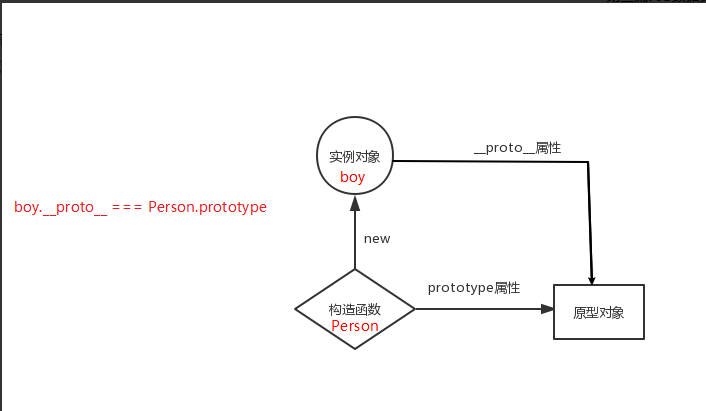 实例对象
boy
__proto__属性
boy.__proto__ === Person.prototype
new
prototype属性
构造函数
Person
原型对象